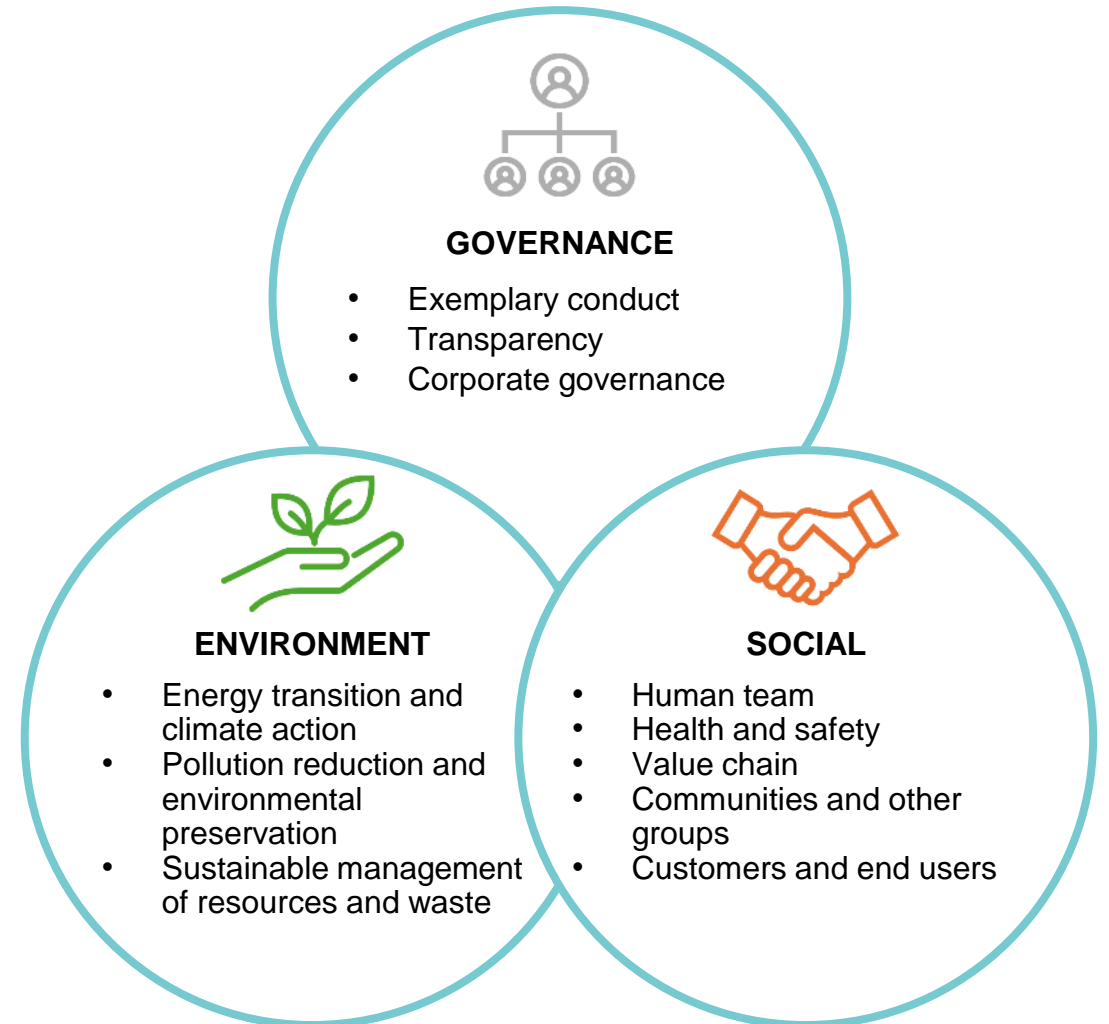 GOVERNANCE
• Exemplary conduct
• Transparency
• Corporate governance
ENVIRONMENT
• Energy transition and
climate action
• Pollution reduction and
environmental
preservation
• Sustainable management
of resources and waste
SOCIAL
• Human team
• Health and safety
• Value chain
• Communities and other
groups
• Customers and end users